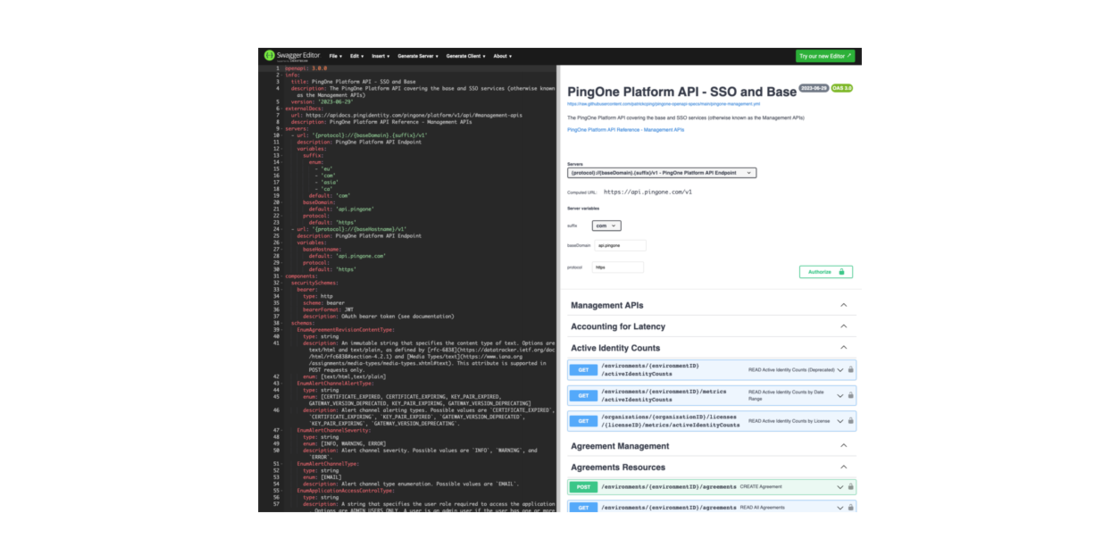 Swagger Editor
File Edit Insert Generate Server Generate Client About
Try our new Editor
1 openapi: 3.0.0
2 info:
3 title: PingOne Platform API - SSO and Base
4 description: The PingOne Platform API covering the base and SSO services (otherwise known
as the Management APIs)
5 version: '2023-06-29'
6 externalDocs:
7 url: https://apidocs.pingidentity.com/pingone/platform/v1/api/#management-apis
8 description: PingOne Platform API Reference - Management APIs
9 servers:
10 - url: '{protocol}://{baseDomain}.{suffix}/v1'
11 description: PingOne Platform API Endpoint
12 variables:
13 suffix:
14 enum:
15 - "eu"
16 - "com"
17 - "asia"
18 - "ca"
19 default: "com"
20 baseDomain:
21 default: "api.pingone"
22 protocol:
23 default: "https"
24 - url: '{protocol}://{baseHostname}/v1'
25 description: PingOne Platform API Endpoint
26 variables:
27 baseHostname:
28 default: "api.pingone.com"
29 protocol:
30 default: "https"
31 components:
32 securitySchemes:
33 bearer:
34 type: http
35 scheme: bearer
36 bearerFormat: JWT
37 description: OAuth bearer token (see documentation)
38 schemas:
39 EnumAgreementRevisionContentType:
40 type: string
41 description: An immutable string that specifies the content type of text. Options are
text/html and text/plain, as defined by [rfc-6838](https://datatracker.ietf.org/doc
/html/rfc6838#section-4.2.1) and [Media Types/text](https://www.iana.org
/assignments/media-types/media-types.xhtml#text). This attribute is supported in
POST requests only.
42 enum: [text/html,text/plain]
43 EnumAlertChannelAlertType:
44 type: string
45 enum: [CERTIFICATE_EXPIRED, CERTIFICATE_EXPIRING, KEY_PAIR_EXPIRED,
GATEWAY_VERSION_DEPRECATED, KEY_PAIR_EXPIRING, GATEWAY_VERSION_DEPRECATING]
46 description: Alert channel alerting types. Possible values are `CERTIFICATE_EXPIRED`,
`CERTIFICATE_EXPIRING`, `KEY_PAIR_EXPIRED`, `GATEWAY_VERSION_DEPRECATED`,
`KEY_PAIR_EXPIRING`, `GATEWAY_VERSION_DEPRECATING`.
47 EnumAlertChannelSeverity:
48 type: string
49 enum: [INFO, WARNING, ERROR]
50 description: Alert channel severity. Possible values are `INFO`, `WARNING`, and
`ERROR`.
51 EnumAlertChannelType:
52 type: string
53 enum: [EMAIL]
54 description: Alert channel type enumeration. Possible values are `EMAIL`.
55 EnumApplicationAccessControlType:
56 type: string
57 description: A string that specifies the user role required to access the application
. Options are ADMIN_USERS_ONLY. A user is an admin user if the user has one or more
PingOne Platform API - SSO and Base 2023-06-29 OAS 3.0
https://raw.githubusercontent.com/patrickcping/pingone-openapi-specs/main/pingone-management.yml
The PingOne Platform API covering the base and SSO services (otherwise known as the Management APIs)
PingOne Platform API Reference - Management APIs
Servers
{protocol}://{baseDomain}.{suffix}/v1 - PingOne Platform API Endpoint
Computed URL: https://api.pingone.com/v1
Server variables
suffix com
baseDomain api.pingone
protocol https
Authorize
Management APIs
Accounting for Latency
Active Identity Counts
GET /environments/{environmentID}/activeIdentityCounts READ Active Identity Counts (Deprecated)
GET /environments/{environmentID}/metrics/activeIdentityCounts READ Active Identity Counts by Date Range
GET /organizations/{organizationID}/licenses/{licenseID}/metrics/activeIdentityCounts READ Active Identity Counts by License
Agreement Management
Agreements Resources
POST /environments/{environmentID}/agreements CREATE Agreement
GET /environments/{environmentID}/agreements READ All Agreements